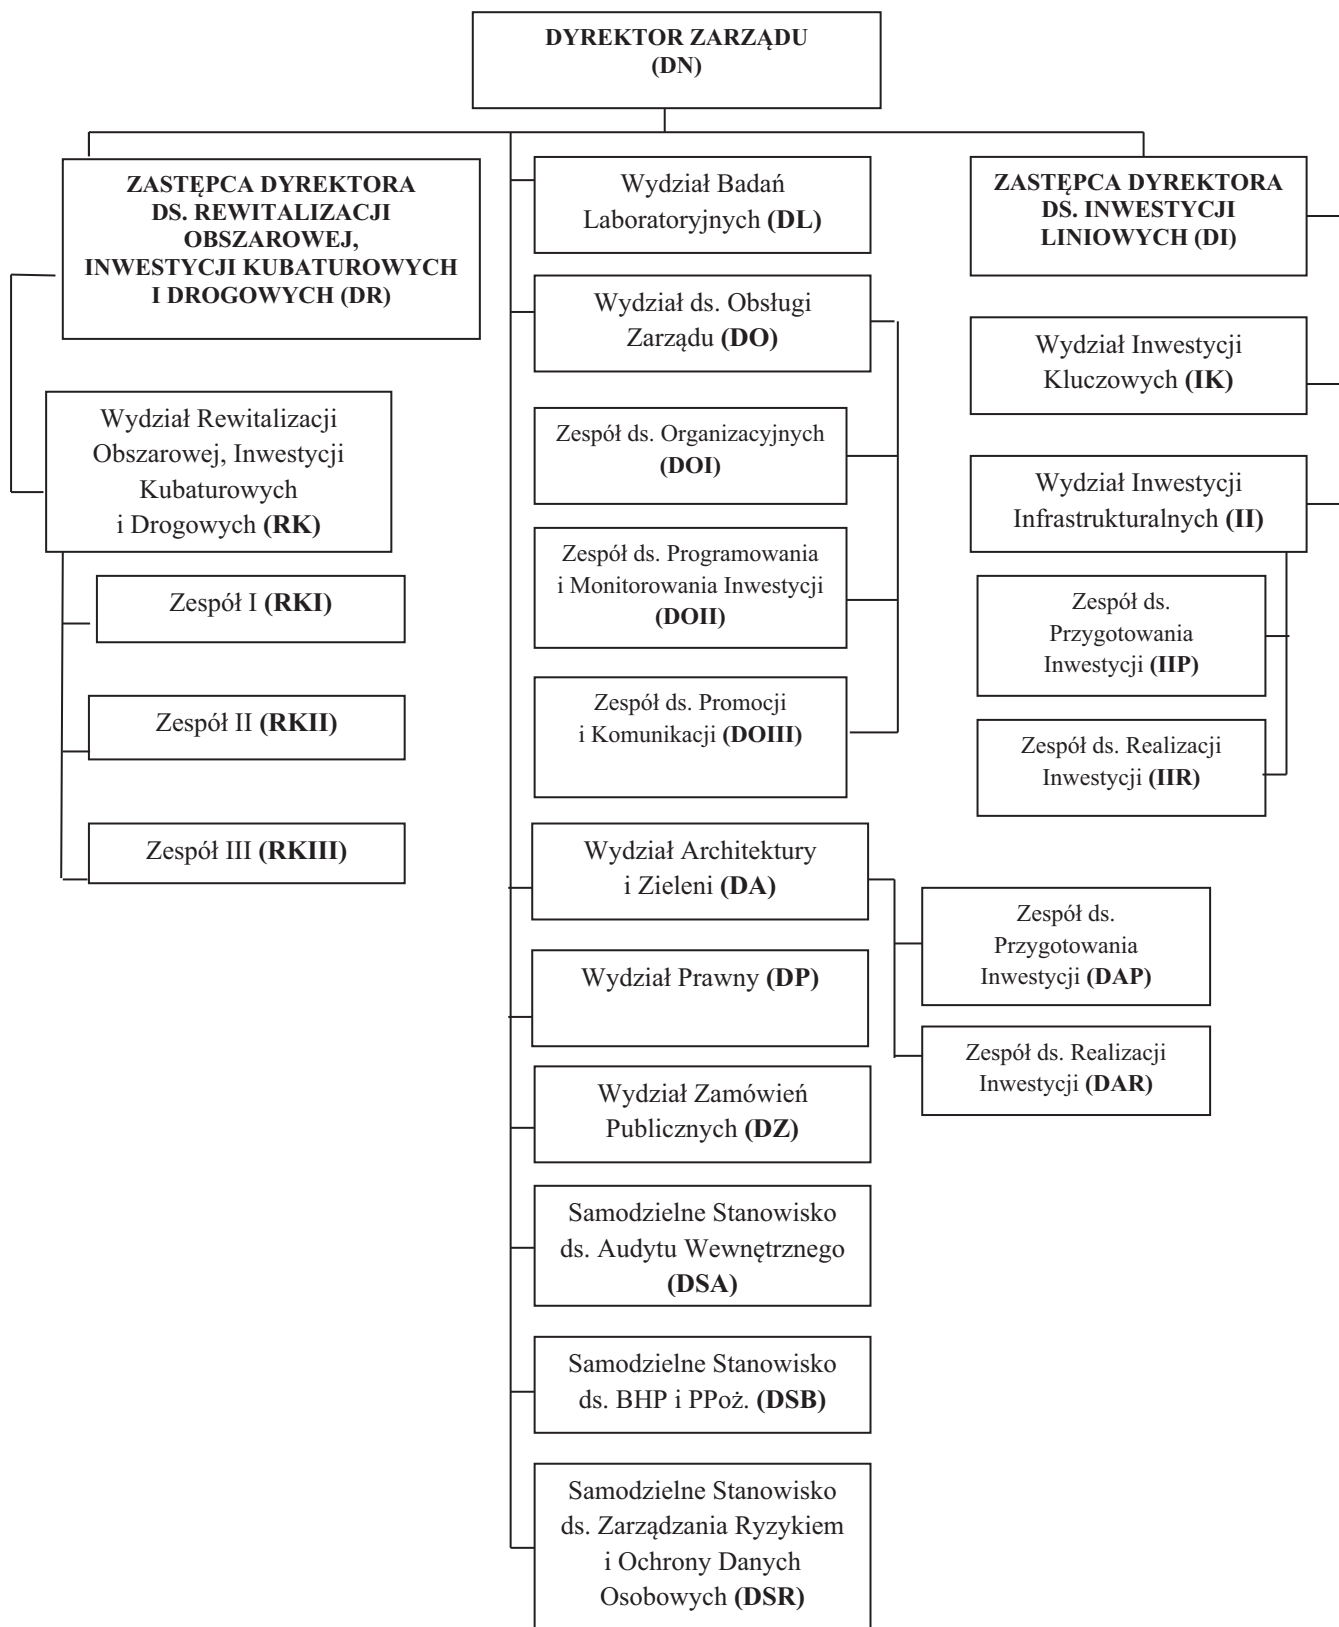 DYREKTOR ZARZĄDU
(DN)
ZASTĘPCA DYREKTORA
DS. REWITALIZACJI
OBSZAROWEJ,
INWESTYCJI KUBATUROWYCH
I DROGOWYCH (DR)
Wydział Rewitalizacji
Obszarowej, Inwestycji
Kubaturowych
i Drogowych (RK)
Zespół I (RKI)
Zespół II (RKII)
Zespół III (RKIII)
Wydział Badań
Laboratoryjnych (DL)
Wydział ds. Obsługi
Zarządu (DO)
Zespół ds. Organizacyjnych
(DOI)
Zespół ds. Programowania
i Monitorowania Inwestycji
(DOII)
Zespół ds. Promocji
i Komunikacji (DOIII)
Wydział Architektury
i Zieleni (DA)
Zespół ds.
Przygotowania
Inwestycji (DAP)
Zespół ds. Realizacji
Inwestycji (DAR)
Wydział Prawny (DP)
Wydział Zamówień
Publicznych (DZ)
Samodzielne Stanowisko
ds. Audytu Wewnętrznego
(DSA)
Samodzielne Stanowisko
ds. BHP i PPoż. (DSB)
Samodzielne Stanowisko
ds. Zarządzania Ryzykiem
i Ochrony Danych
Osobowych (DSR)
ZASTĘPCA DYREKTORA
DS. INWESTYCJI
LINIOWYCH (DI)
Wydział Inwestycji
Kluczowych (IK)
Wydział Inwestycji
Infrastrukturalnych (II)
Zespół ds.
Przygotowania
Inwestycji (IIP)
Zespół ds. Realizacji
Inwestycji (IIR)